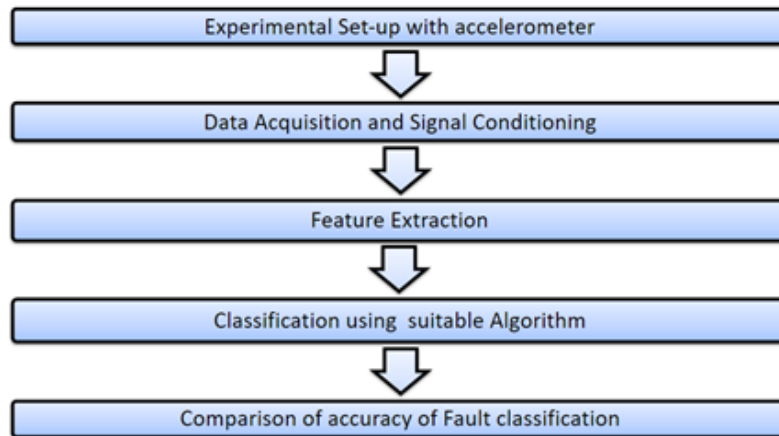 Experimental Set-up with accelerometer
Data Acquisition and Signal Conditioning
Feature Extraction
Classification using  suitable Algorithm
Comparison of accuracy of Fault classification